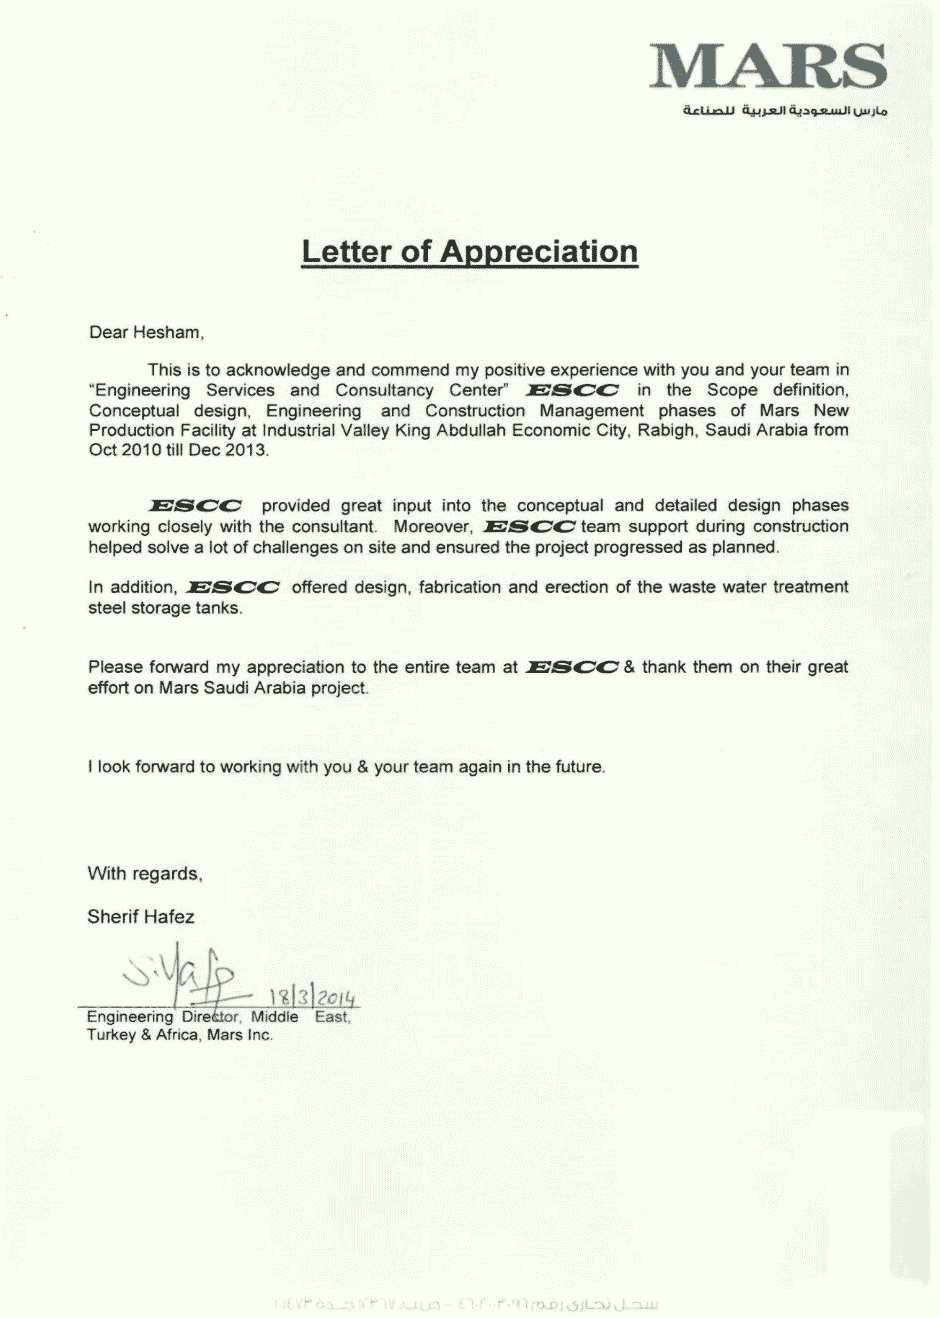 MARS
مارس السعودية العربية للصناعة
Letter of Appreciation
Dear Hesham,
This is to acknowledge and commend my positive experience with you and your team in
“Engineering Services and Consultancy Center” ESCC in the Scope definition,
Conceptual design, Engineering and Construction Management phases of Mars New
Production Facility at Industrial Valley King Abdullah Economic City, Rabigh, Saudi Arabia from
Oct 2010 till Dec 2013.
ESCC provided great input into the conceptual and detailed design phases
working closely with the consultant. Moreover, ESCC team support during construction
helped solve a lot of challenges on site and ensured the project progressed as planned.
In addition, ESCC offered design, fabrication and erection of the waste water treatment
steel storage tanks.
Please forward my appreciation to the entire team at ESCC & thank them on their great
effort on Mars Saudi Arabia project.
I look forward to working with you & your team again in the future.
With regards,
Sherif Hafez
18/3/2014
Engineering Director, Middle East,
Turkey & Africa, Mars Inc.